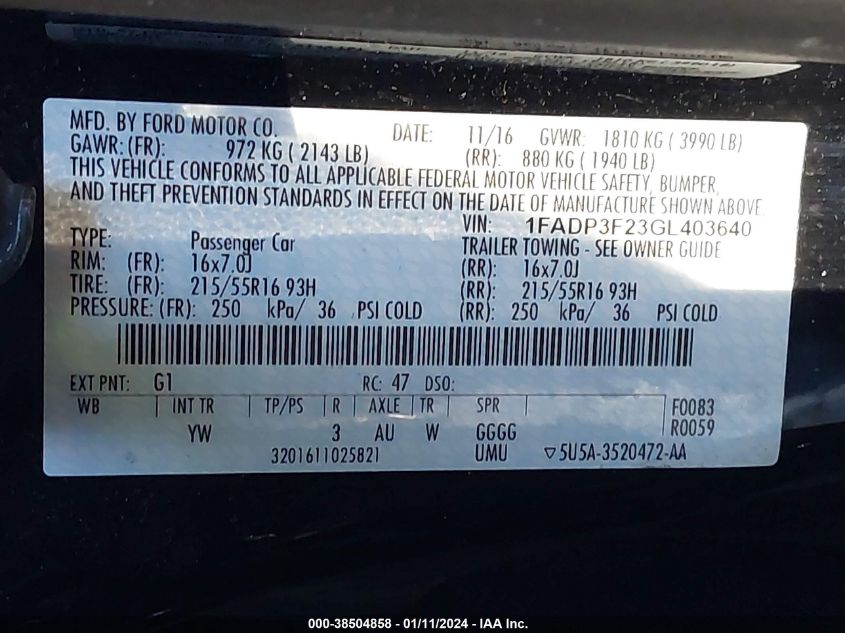 MFD. BY FORD MOTOR CO.
DATE: 11/16 GVWR: 1810 KG ( 3990 LB)
GAWR: (FR): 972 KG ( 2143 LB) (RR): 880 KG ( 1940 LB)
THIS VEHICLE CONFORMS TO ALL APPLICABLE FEDERAL MOTOR VEHICLE SAFETY, BUMPER,
AND THEFT PREVENTION STANDARDS IN EFFECT ON THE DATE OF MANUFACTURE SHOWN ABOVE.
VIN: 1FADP3F23GL403640
TYPE: Passenger Car TRAILER TOWING - SEE OWNER GUIDE
RIM: (FR): 16x7.0J (RR): 16x7.0J
TIRE: (FR): 215/55R16 93H (RR): 215/55R16 93H
PRESSURE: (FR): 250 kPa/ 36 PSI COLD (RR): 250 kPa/ 36 PSI COLD
EXT PNT: G1 RC: 47 DSO:
WB INT TR TP/PS R AXLE TR SPR F0083
YW 3 AU W GGGG R0059
3201611025821 UMU ▽5U5A-3520472-AA
000-38504858 - 01/11/2024 - IAA Inc.